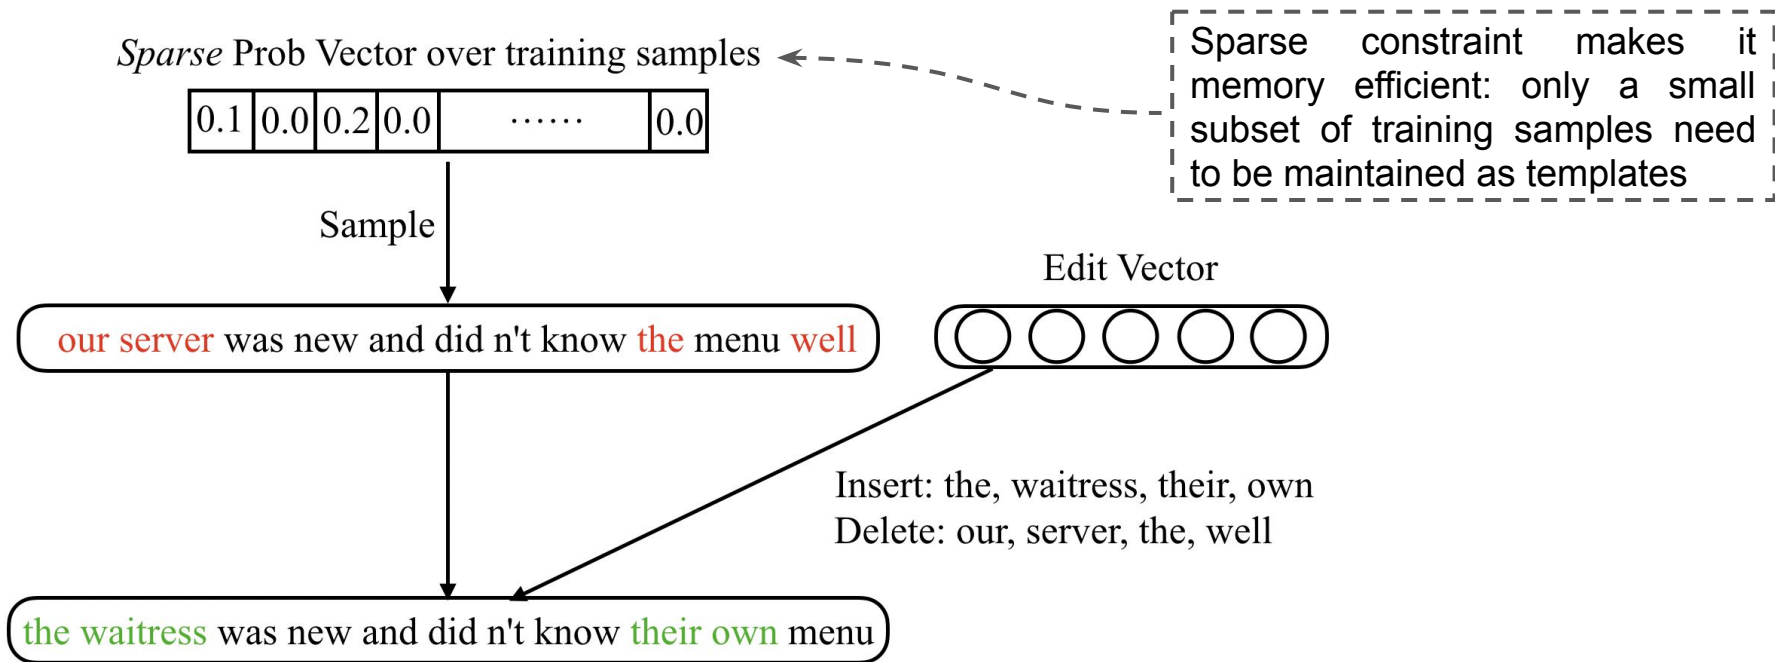 Sparse Prob Vector over training samples
0.1 0.0 0.2 0.0 ...... 0.0
Sparse constraint makes it
memory efficient: only a small
subset of training samples need
to be maintained as templates
Sample
Edit Vector
our server was new and did n't know the menu well
Insert: the, waitress, their, own
Delete: our, server, the, well
the waitress was new and did n't know their own menu